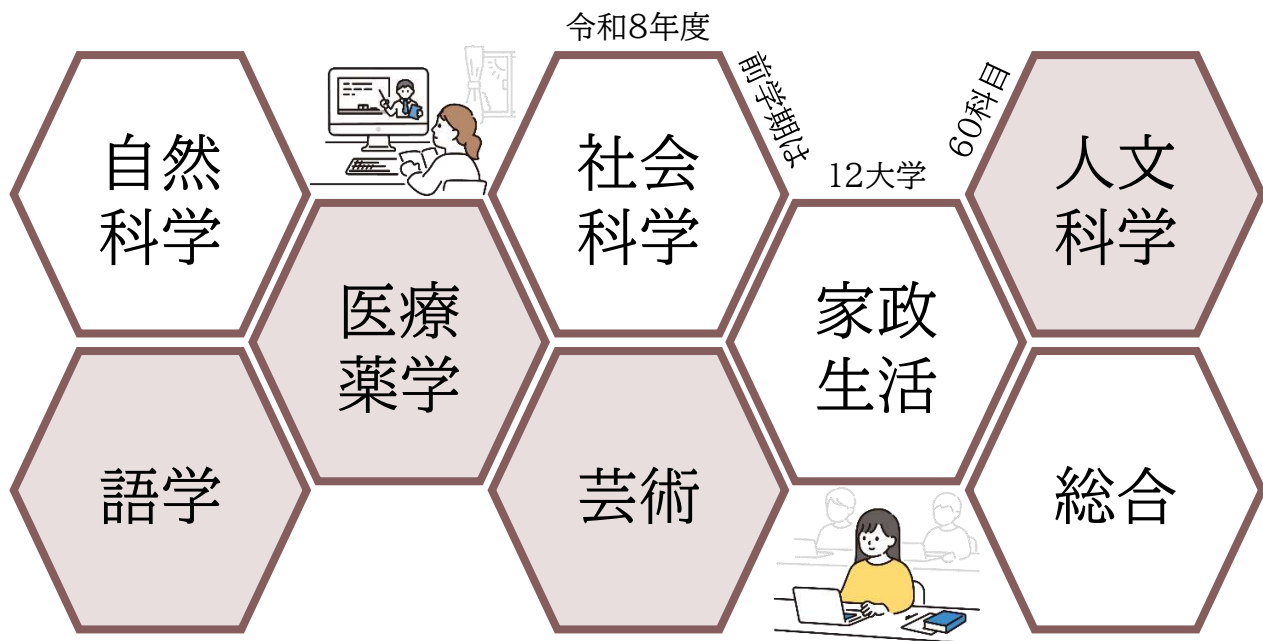 令和8年度
前学期は
12大学
60科目
自然
科学
社会
科学
人文
科学
医療
薬学
家政
生活
語学
芸術
総合